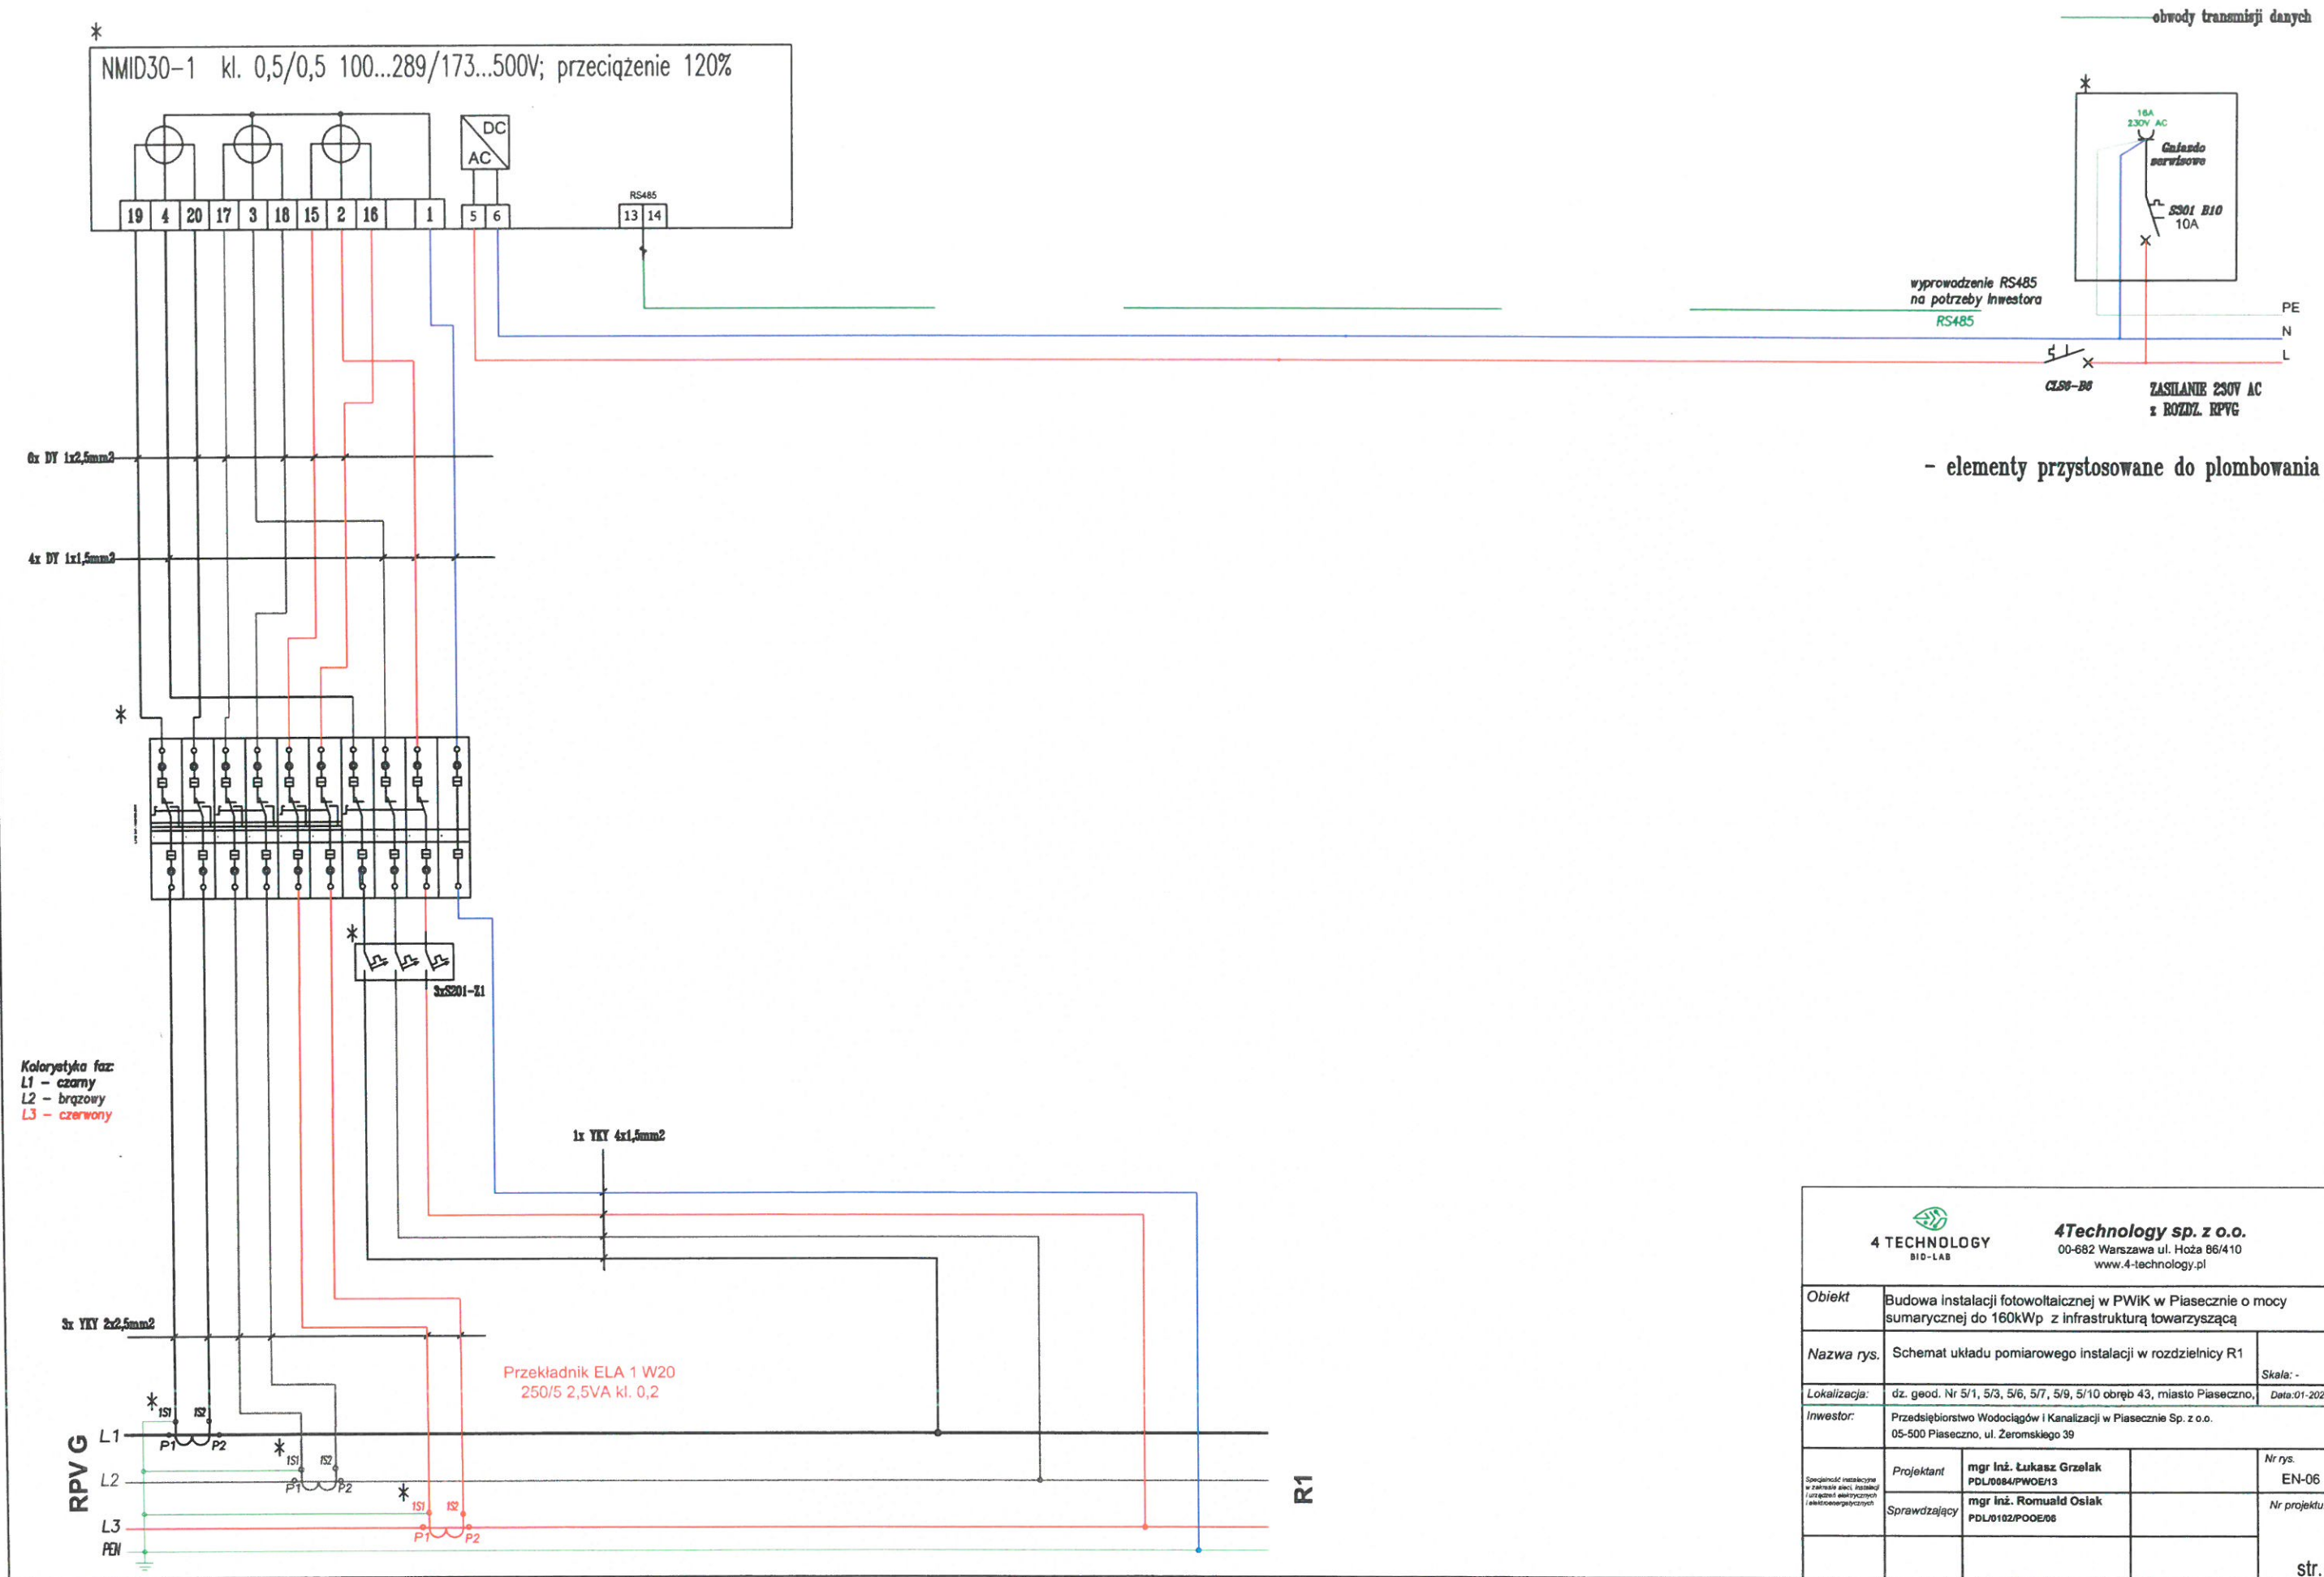 obwody transmisji danych
NMID30-1 kl. 0,5/0,5 100...289/173...500V; przeciążenie 120%
DC
AC
RS485
19 4 20 17 3 18 15 2 16 1 5 6 13 14
16A
230V AC
Gniazdo
serwisowe
S301 B10
10A
wyprowadzenie RS485
na potrzeby Inwestora
RS485
PE
N
L
CLS6-B6
ZASILANIE 230V AC
z ROZDZ. RPVG
- elementy przystosowane do plombowania
6x DY 1x2,5mm2
4x DY 1x1,5mm2
3xS201-Z1
Kolorystyka faz:
L1 - czarny
L2 - brązowy
L3 - czerwony
1x YKY 4x1,5mm2
3x YKY 2x2,5mm2
Przekładnik ELA 1 W20
250/5 2,5VA kl. 0,2
RPV G
R1
1S1 1S2
L1 P1 P2
1S1 1S2
L2 P1 P2
1S1 1S2
L3 P1 P2
PEN
4 TECHNOLOGY
BIO-LAB
4Technology sp. z o.o.
00-682 Warszawa ul. Hoża 86/410
www.4-technology.pl
Obiekt
Budowa instalacji fotowoltaicznej w PWiK w Piasecznie o mocy
sumarycznej do 160kWp z infrastrukturą towarzyszącą
Nazwa rys.
Schemat układu pomiarowego instalacji w rozdzielnicy R1
Skala: -
Lokalizacja:
dz. geod. Nr 5/1, 5/3, 5/6, 5/7, 5/9, 5/10 obręb 43, miasto Piaseczno,
Data:01-202
Inwestor:
Przedsiębiorstwo Wodociągów i Kanalizacji w Piasecznie Sp. z o.o.
05-500 Piaseczno, ul. Żeromskiego 39
Specjalność instalacyjna
w zakresie sieci, instalacji
i urządzeń elektrycznych
i elektroenergetycznych
Projektant
mgr inż. Łukasz Grzelak
PDL/0084/PWOE/13
Nr rys.
EN-06
Sprawdzający
mgr inż. Romuald Osiak
PDL/0102/POOE/06
Nr projektu
str.